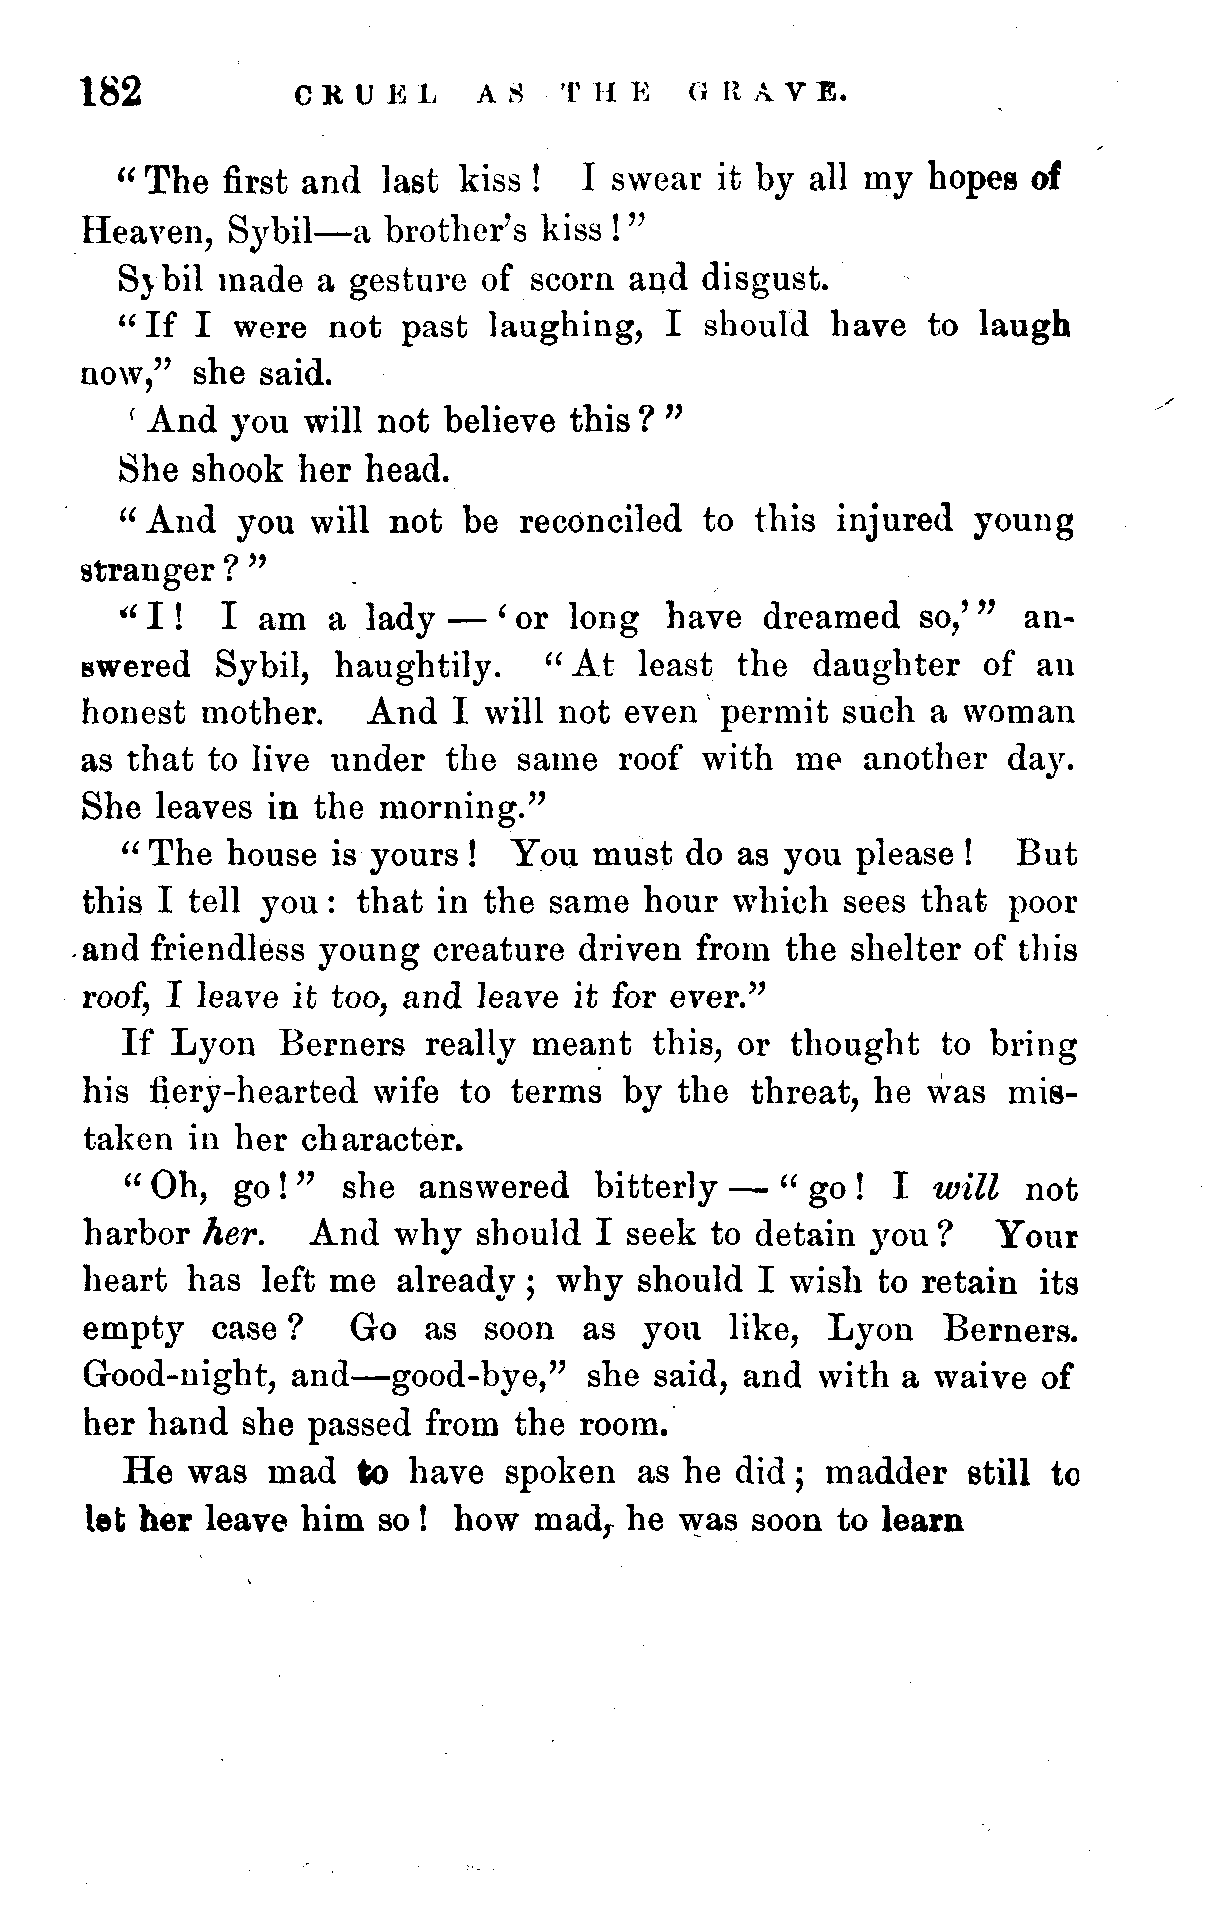 182 CRUEL AS THE GRAVE.
“The first and last kiss! I swear it by all my hopes of
Heaven, Sybil—a brother’s kiss!”
Sybil made a gesture of scorn and disgust.
“If I were not past laughing, I should have to laugh
now,” she said.
‘And you will not believe this?”
She shook her head.
“And you will not be reconciled to this injured young
stranger?”
“I! I am a lady—‘or long have dreamed so,’” an-
swered Sybil, haughtily. “At least the daughter of an
honest mother. And I will not even permit such a woman
as that to live under the same roof with me another day.
She leaves in the morning.”
“The house is yours! You must do as you please! But
this I tell you: that in the same hour which sees that poor
and friendless young creature driven from the shelter of this
roof, I leave it too, and leave it for ever.”
If Lyon Berners really meant this, or thought to bring
his fiery-hearted wife to terms by the threat, he was mis-
taken in her character.
“Oh, go!” she answered bitterly—“go! I will not
harbor her. And why should I seek to detain you? Your
heart has left me already; why should I wish to retain its
empty case? Go as soon as you like, Lyon Berners.
Good-night, and—good-bye,” she said, and with a waive of
her hand she passed from the room.
He was mad to have spoken as he did; madder still to
let her leave him so! how mad, he was soon to learn